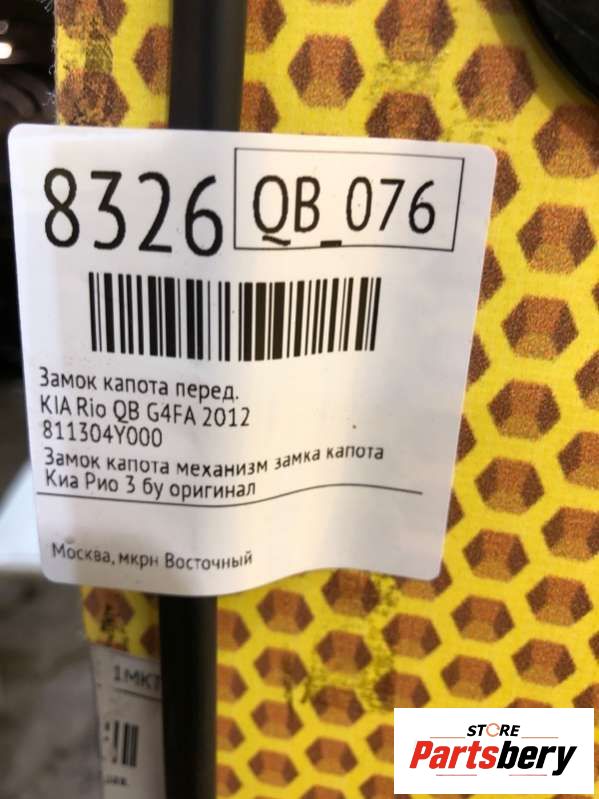 8326 QB_076
Замок капота перед.
KIA Rio QB G4FA 2012
811304Y000
Замок капота механизм замка капота
Киа Рио 3 бу оригинал
Москва, мкрн Восточный
STORE
Partsbery